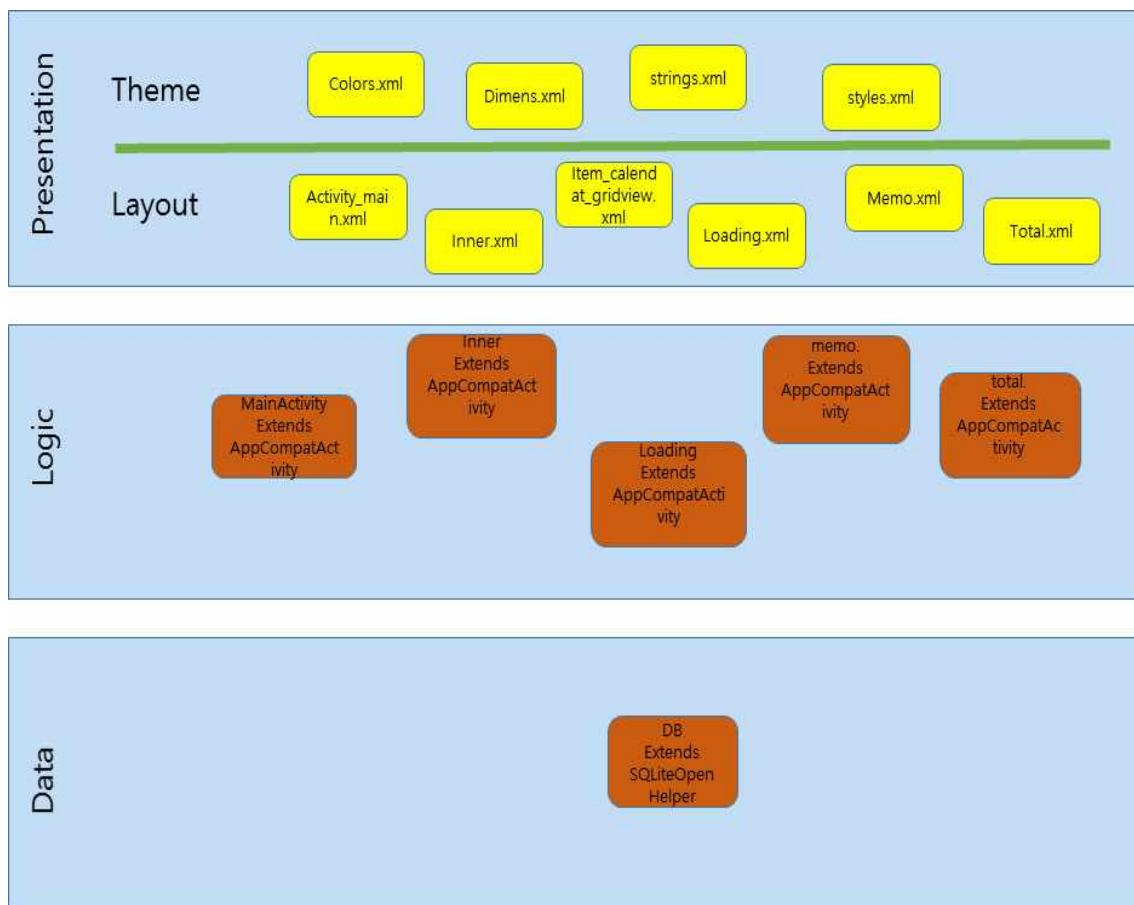 Presentation
Theme
Colors.xml
Dimens.xml
strings.xml
styles.xml
Layout
Activity_mai
n.xml
Inner.xml
Item_calend
at_gridview.
xml
Loading.xml
Memo.xml
Total.xml
Logic
MainActivity
Extends
AppCompatAct
ivity
Inner
Extends
AppCompatAct
ivity
Loading
Extends
AppCompatActi
vity
memo.
Extends
AppCompatAct
ivity
total.
Extends
AppCompatAc
tivity
Data
DB
Extends
SQLiteOpen
Helper